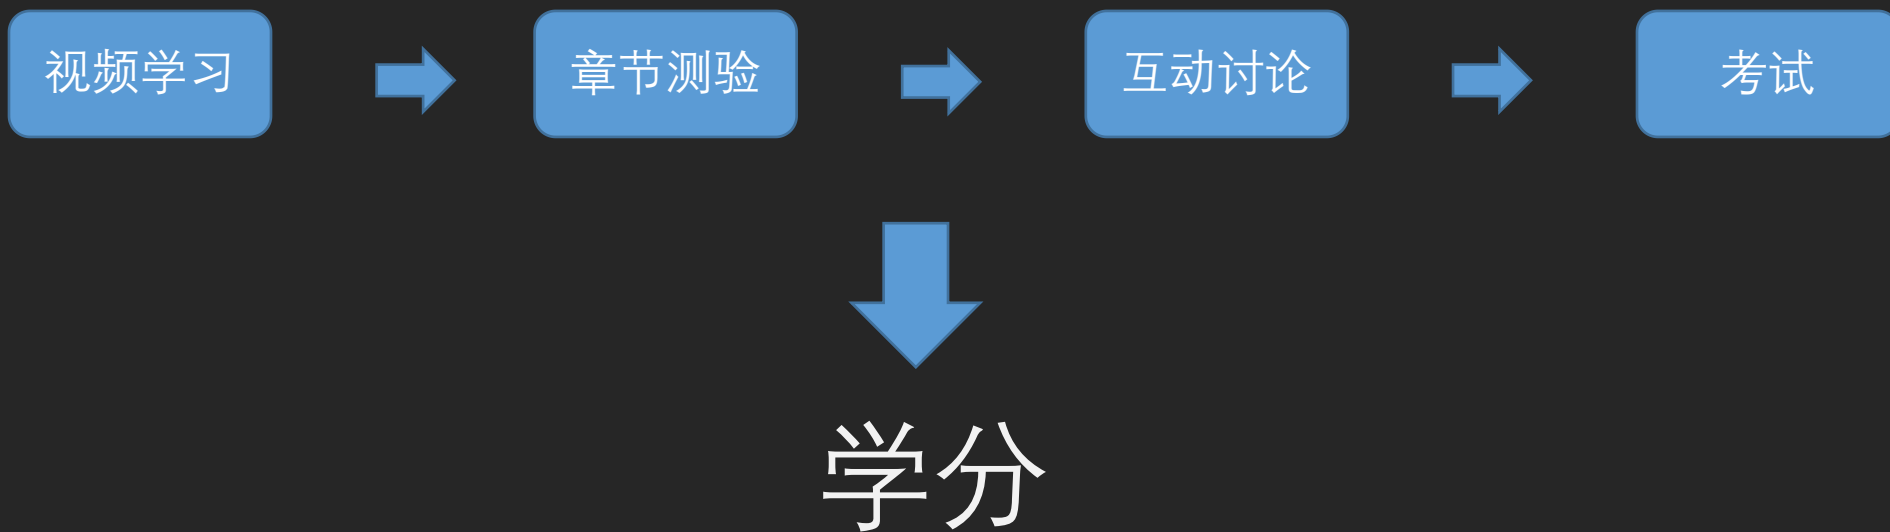 视频学习
章节测验
互动讨论
考试
学分